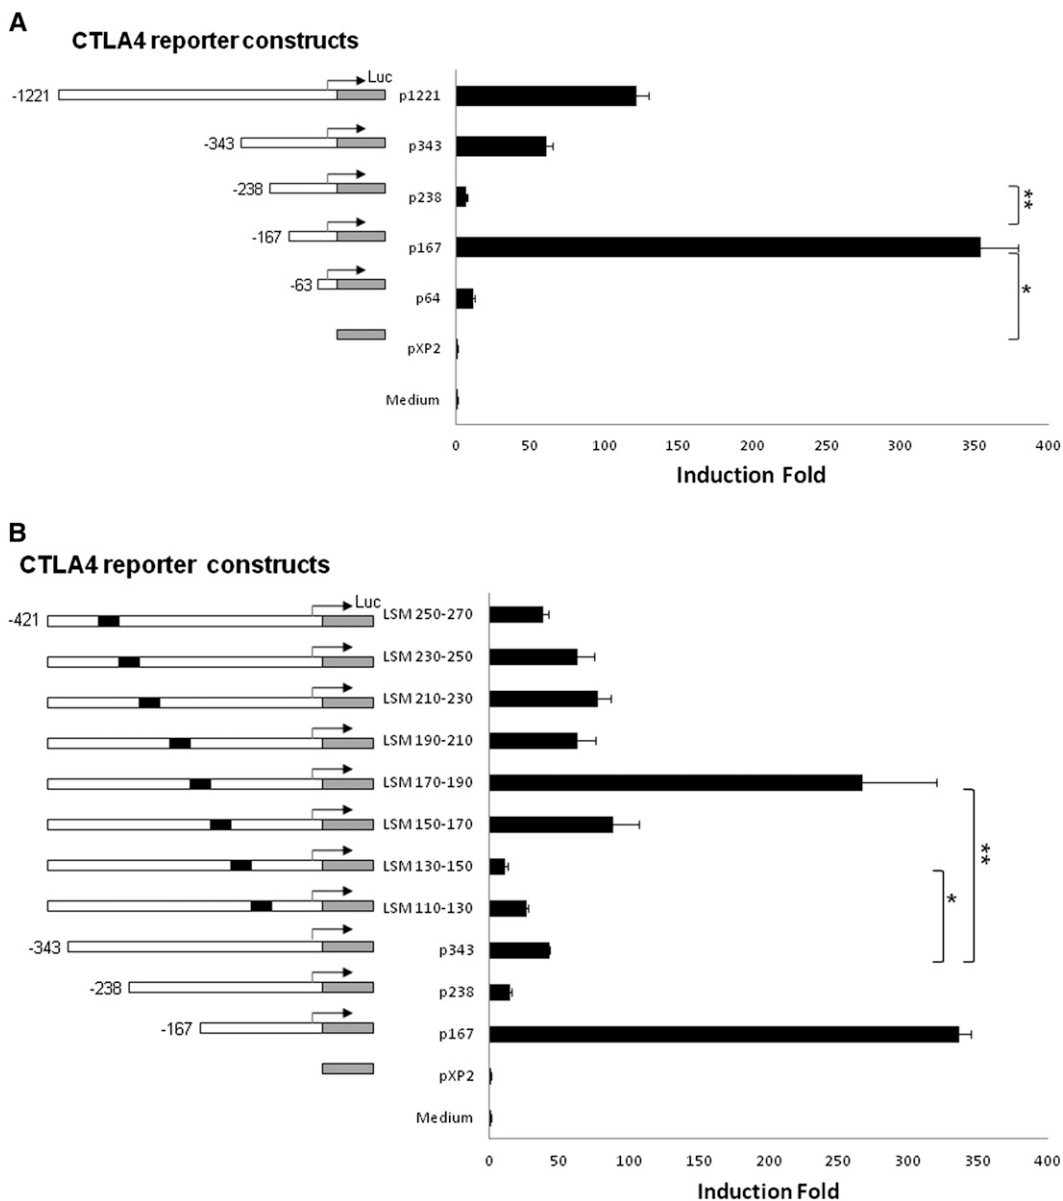 A
CTLA4 reporter constructs
Luc
-1221 p1221
-343 p343
-238 p238
**
-167 p167
-63 p64
*
pXP2
Medium
0 50 100 150 200 250 300 350 400
Induction Fold
B
CTLA4 reporter constructs
Luc
-421 LSM 250-270
LSM 230-250
LSM 210-230
LSM 190-210
LSM 170-190
LSM 150-170
**
LSM 130-150
*
LSM 110-130
-343 p343
-238 p238
-167 p167
pXP2
Medium
0 50 100 150 200 250 300 350 400
Induction Fold